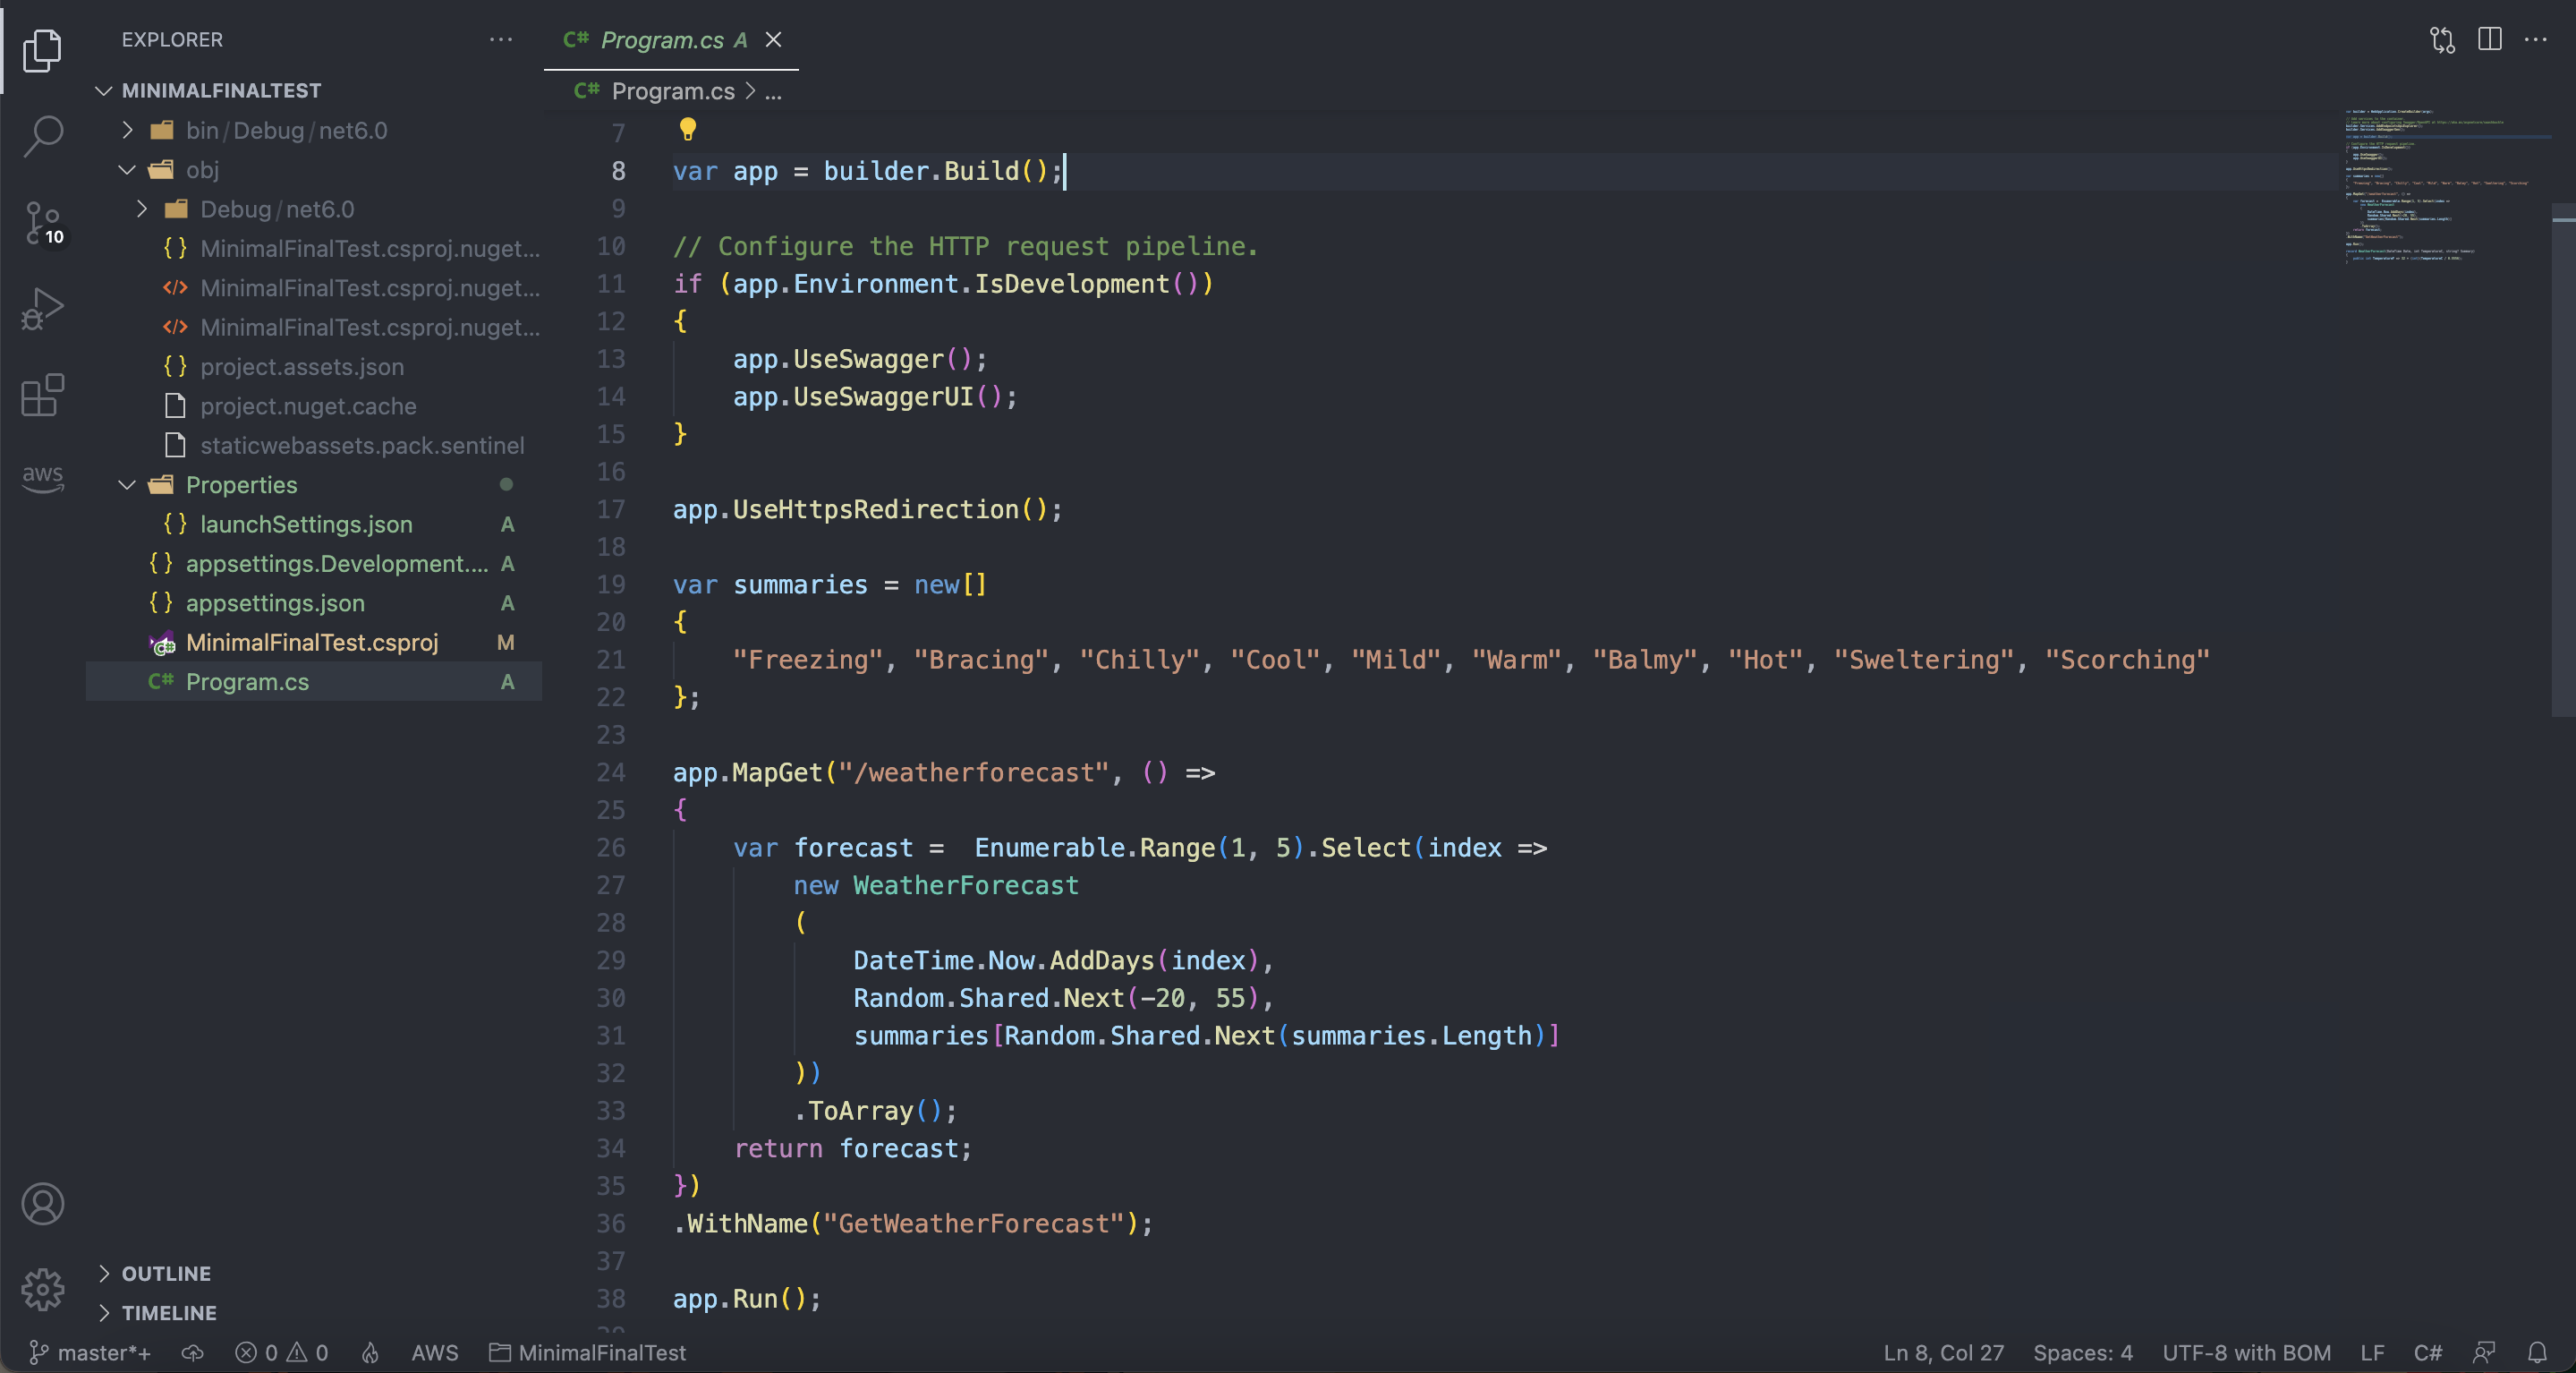 EXPLORER
MINIMALFINALTEST
bin/Debug/net6.0
obj
Debug/net6.0
MinimalFinalTest.csproj.nuget...
MinimalFinalTest.csproj.nuget...
MinimalFinalTest.csproj.nuget...
project.assets.json
project.nuget.cache
staticwebassets.pack.sentinel
Properties
launchSettings.json A
appsettings.Development.... A
appsettings.json A
MinimalFinalTest.csproj M
C# Program.cs A
OUTLINE
TIMELINE
10
aws
C# Program.cs A
C# Program.cs > ...
7
8 var app = builder.Build();
9
10 // Configure the HTTP request pipeline.
11 if (app.Environment.IsDevelopment())
12 {
13 app.UseSwagger();
14 app.UseSwaggerUI();
15 }
16
17 app.UseHttpsRedirection();
18
19 var summaries = new[]
20 {
21 "Freezing", "Bracing", "Chilly", "Cool", "Mild", "Warm", "Balmy", "Hot", "Sweltering", "Scorching"
22 };
23
24 app.MapGet("/weatherforecast", () =>
25 {
26 var forecast =  Enumerable.Range(1, 5).Select(index =>
27 new WeatherForecast
28 (
29 DateTime.Now.AddDays(index),
30 Random.Shared.Next(-20, 55),
31 summaries[Random.Shared.Next(summaries.Length)]
32 ))
33 .ToArray();
34 return forecast;
35 })
36 .WithName("GetWeatherForecast");
37
38 app.Run();
master*+ 0 0 AWS MinimalFinalTest Ln 8, Col 27 Spaces: 4 UTF-8 with BOM LF C#